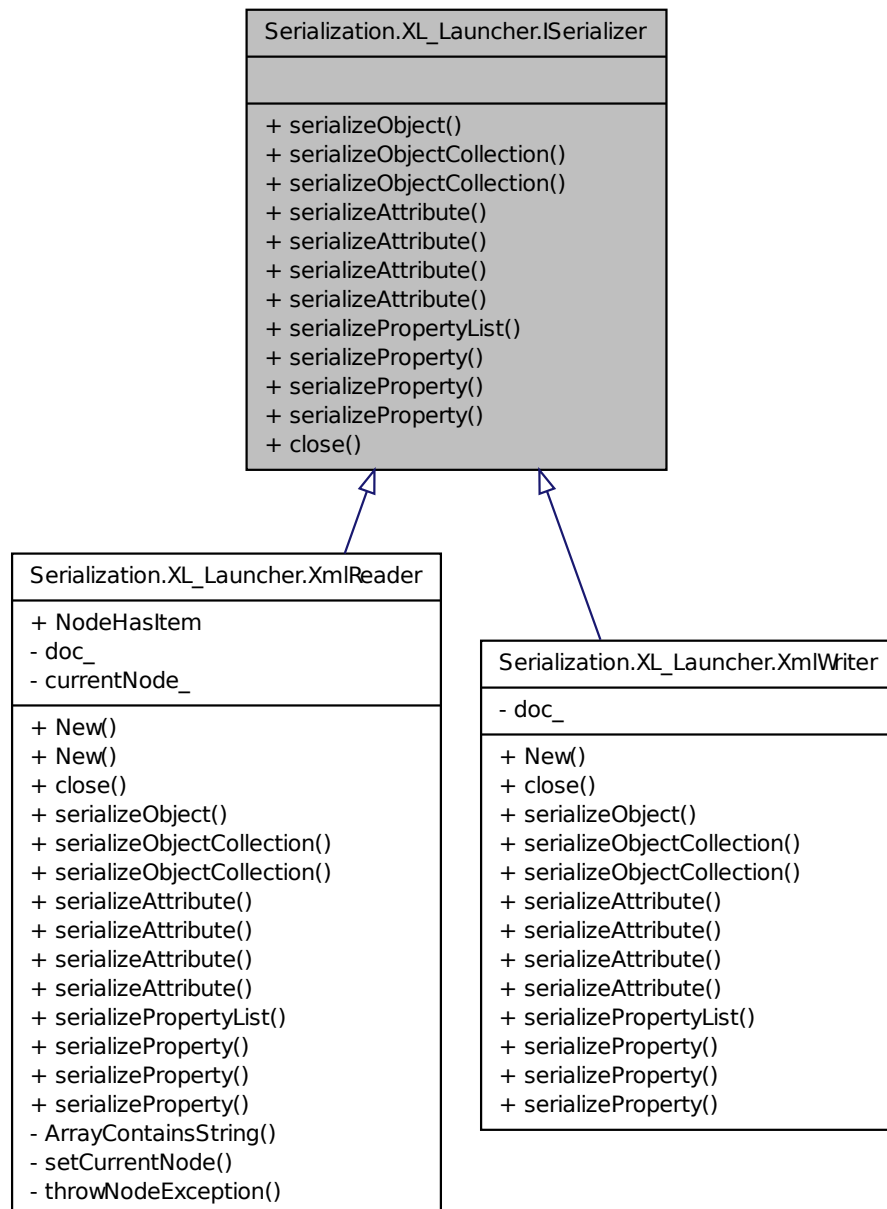 Serialization.XL_Launcher.ISerializer
+ serializeObject()
+ serializeObjectCollection()
+ serializeObjectCollection()
+ serializeAttribute()
+ serializeAttribute()
+ serializeAttribute()
+ serializeAttribute()
+ serializePropertyList()
+ serializeProperty()
+ serializeProperty()
+ serializeProperty()
+ close()
Serialization.XL_Launcher.XmlReader
+ NodeHasItem
- doc_
- currentNode_
+ New()
+ New()
+ close()
+ serializeObject()
+ serializeObjectCollection()
+ serializeObjectCollection()
+ serializeAttribute()
+ serializeAttribute()
+ serializeAttribute()
+ serializeAttribute()
+ serializePropertyList()
+ serializeProperty()
+ serializeProperty()
+ serializeProperty()
- ArrayContainsString()
- setCurrentNode()
- throwNodeException()
Serialization.XL_Launcher.XmlWriter
- doc_
+ New()
+ close()
+ serializeObject()
+ serializeObjectCollection()
+ serializeObjectCollection()
+ serializeAttribute()
+ serializeAttribute()
+ serializeAttribute()
+ serializeAttribute()
+ serializePropertyList()
+ serializeProperty()
+ serializeProperty()
+ serializeProperty()